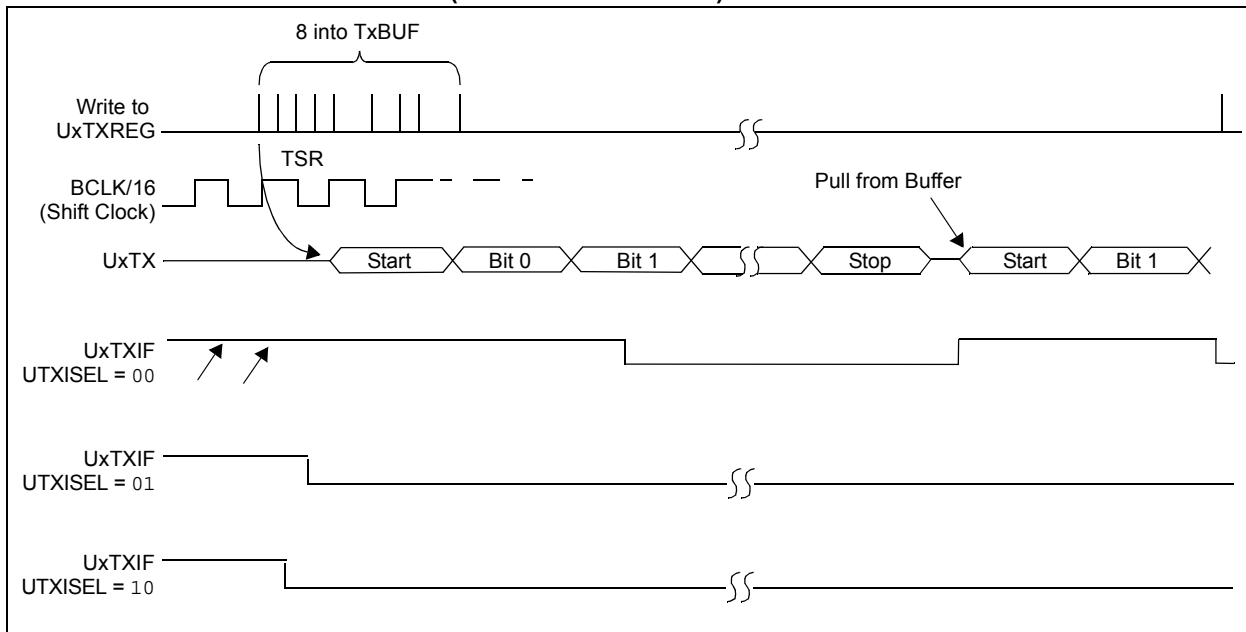 8 into TxBUF
Write to
UxTXREG
TSR
BCLK/16
(Shift Clock)
Pull from Buffer
UxTX
Start
Bit 0
Bit 1
Stop
Start
Bit 1
UxTXIF
UTXISEL = 00
UxTXIF
UTXISEL = 01
UxTXIF
UTXISEL = 10